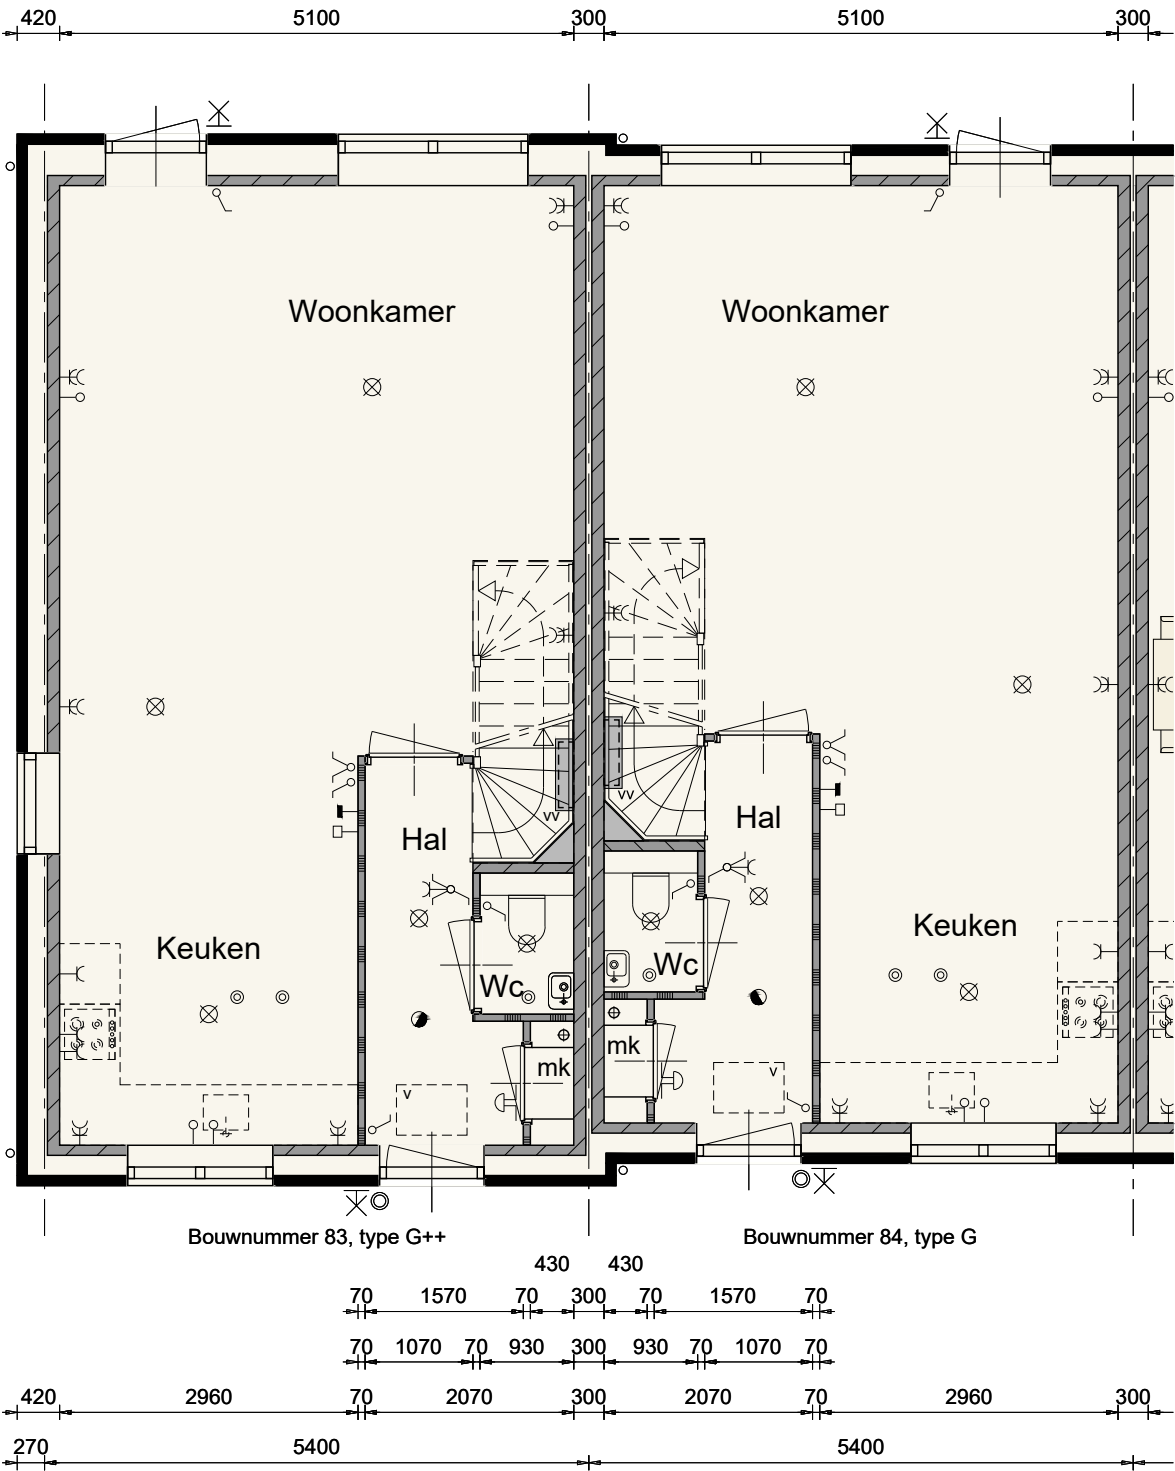 420 5100 300 5100 300
Woonkamer Woonkamer
vv
vv
Hal
Hal
Keuken
Keuken
Wc
Wc
mk
mk
v
v
Bouwnummer 83, type G++ Bouwnummer 84, type G
430 430
70 1570 70 300 70 1570 70
70 1070 70 930 300 930 70 1070 70
420 2960 70 2070 300 2070 70 2960 300
270 5400 5400